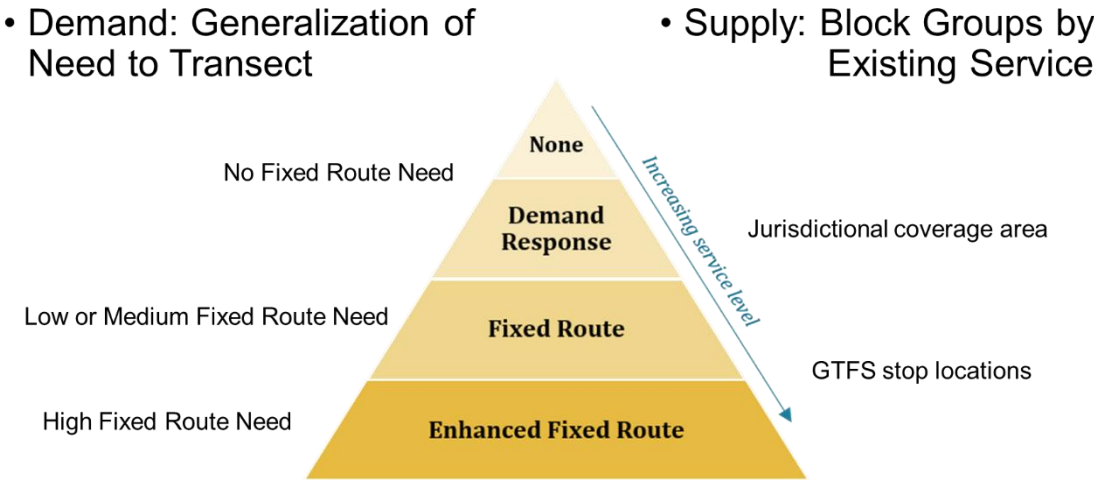 • Demand: Generalization of
Need to Transect
• Supply: Block Groups by
Existing Service
None
No Fixed Route Need
Increasing service level
Demand
Response
Jurisdictional coverage area
Low or Medium Fixed Route Need
Fixed Route
GTFS stop locations
High Fixed Route Need
Enhanced Fixed Route